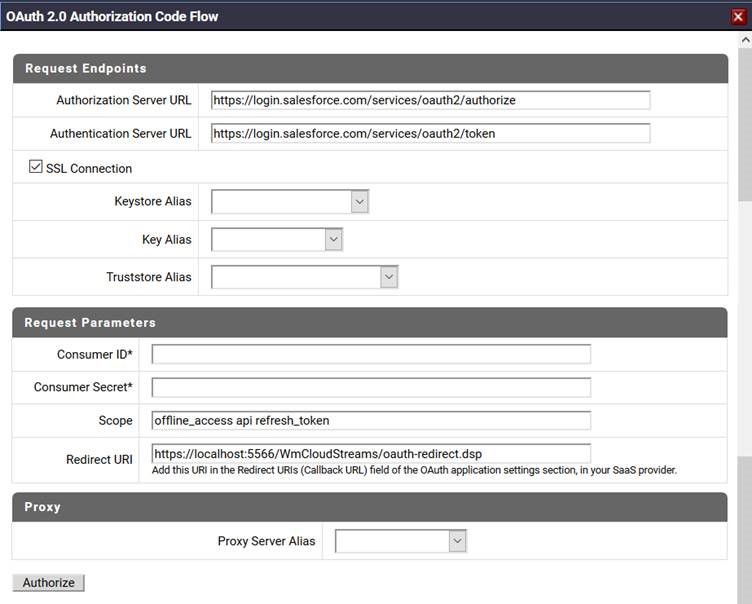 OAuth 2.0 Authorization Code Flow
Request Endpoints
Authorization Server URL https://login.salesforce.com/services/oauth2/authorize
Authentication Server URL https://login.salesforce.com/services/oauth2/token
SSL Connection
Keystore Alias
Key Alias
Truststore Alias
Request Parameters
Consumer ID*
Consumer Secret*
Scope offline_access api refresh_token
Redirect URI https://localhost:5566/WmCloudStreams/oauth-redirect.dsp
Add this URI in the Redirect URIs (Callback URL) field of the OAuth application settings section, in your SaaS provider.
Proxy
Proxy Server Alias
Authorize